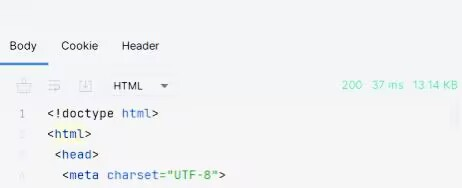 Body Cookie Header
HTML 200 37 ms 13.14 KB
1 <!doctype html>
2 <html>
3 <head>
4 <meta charset="UTF-8">